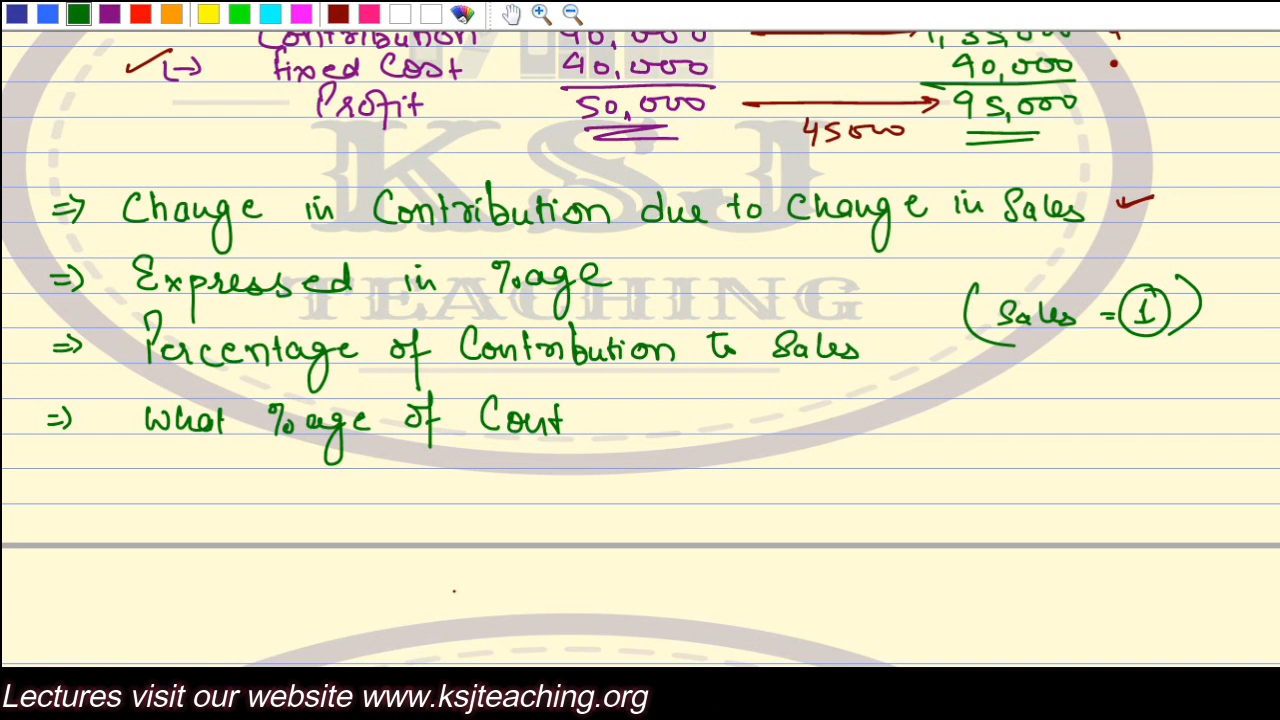 Contribution 90,000 1,35,000
Fixed Cost 40,000 40,000
Profit 50,000 95,000
45000
KSJ
TEACHING
=> Change in Contribution due to change in Sales
=> Expressed in %age
(Sales = 1)
=> Percentage of Contribution to Sales
=> What %age of Cont
Lectures visit our website www.ksjteaching.org